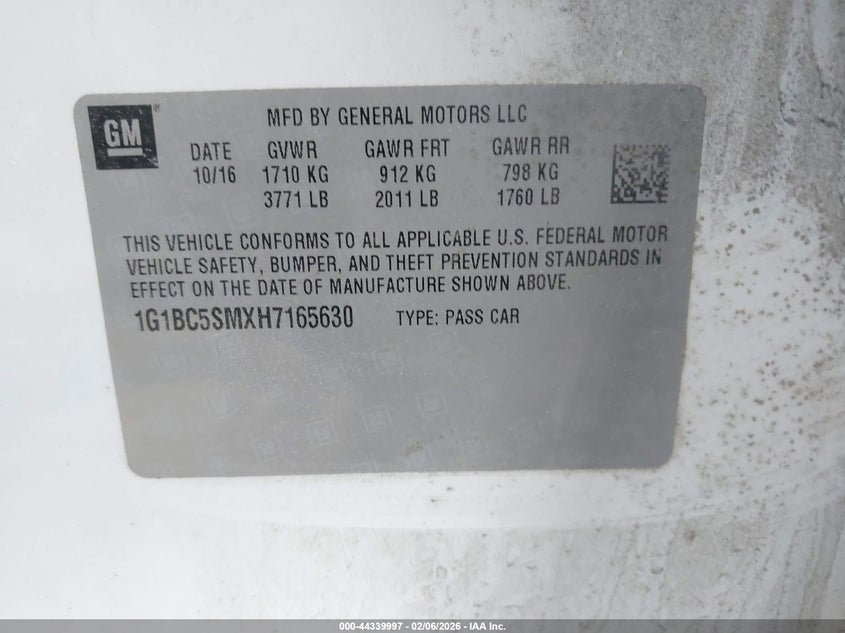 GM
MFD BY GENERAL MOTORS LLC
DATE GVWR GAWR FRT GAWR RR
10/16 1710 KG 912 KG 798 KG
3771 LB 2011 LB 1760 LB
THIS VEHICLE CONFORMS TO ALL APPLICABLE U.S. FEDERAL MOTOR
VEHICLE SAFETY, BUMPER, AND THEFT PREVENTION STANDARDS IN
EFFECT ON THE DATE OF MANUFACTURE SHOWN ABOVE.
1G1BC5SMXH7165630 TYPE: PASS CAR
000-44339997 - 02/06/2026 - IAA Inc.